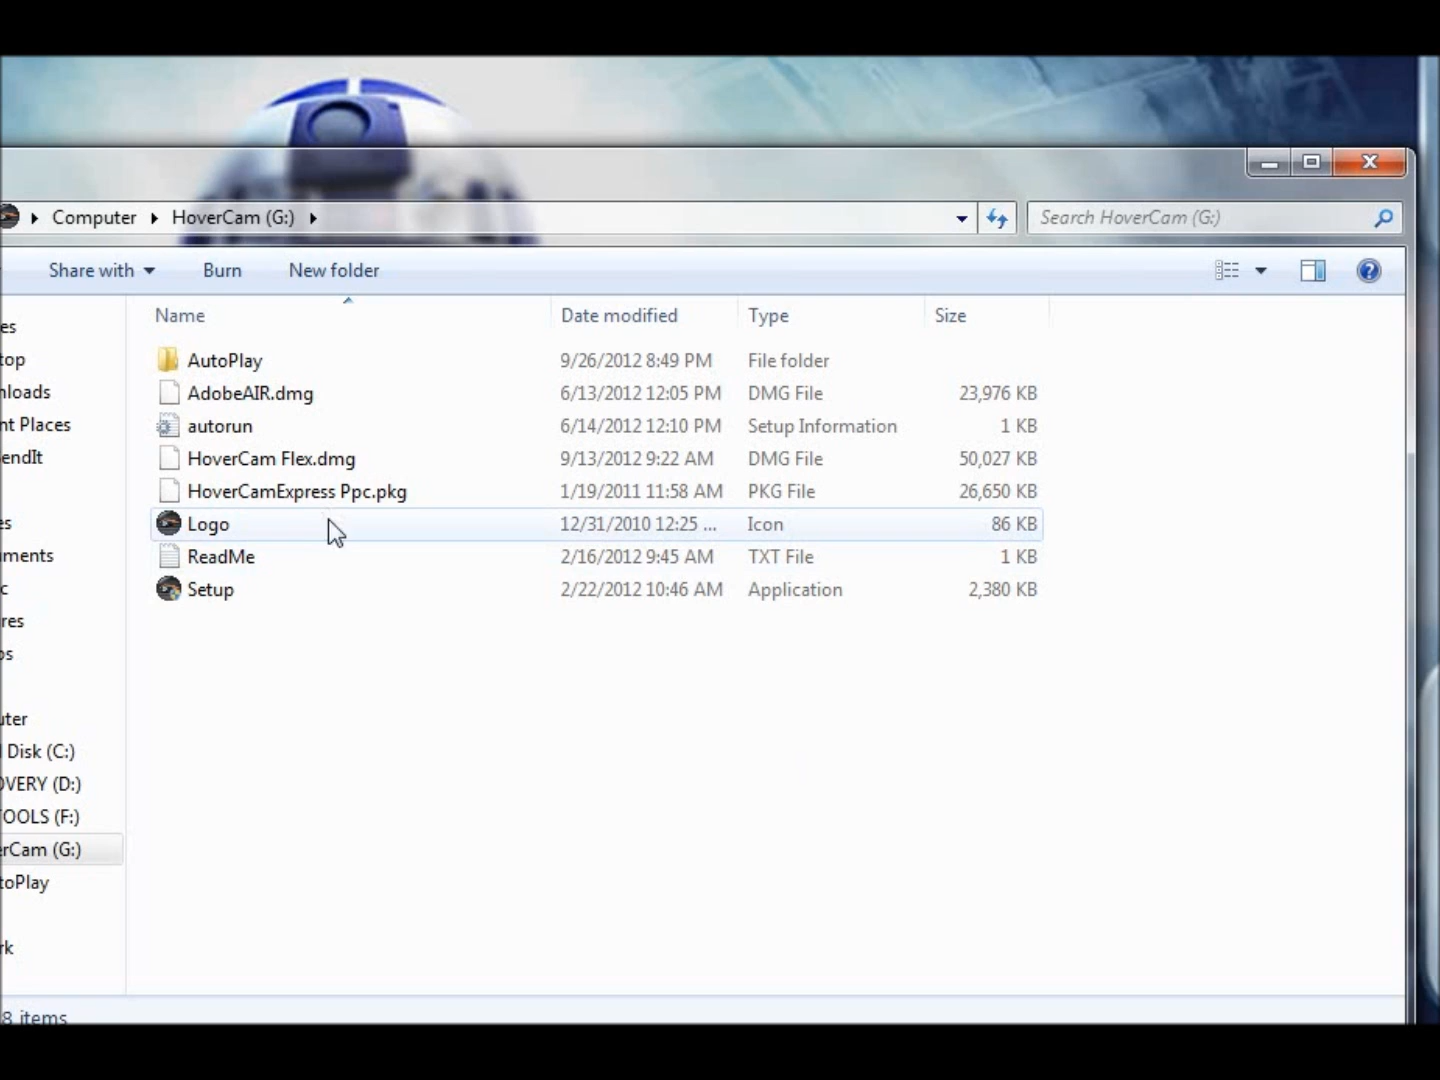 Computer HoverCam (G:) Search HoverCam (G:)
Share with Burn New folder
Name Date modified Type Size
AutoPlay 9/26/2012 8:49 PM File folder
AdobeAIR.dmg 6/13/2012 12:05 PM DMG File 23,976 KB
autorun 6/14/2012 12:10 PM Setup Information 1 KB
HoverCam Flex.dmg 9/13/2012 9:22 AM DMG File 50,027 KB
HoverCamExpress Ppc.pkg 1/19/2011 11:58 AM PKG File 26,650 KB
Logo 12/31/2010 12:25 ... Icon 86 KB
ReadMe 2/16/2012 9:45 AM TXT File 1 KB
Setup 2/22/2012 10:46 AM Application 2,380 KB
es
top
nloads
nt Places
endIt
es
uments
c
res
os
uter
l Disk (C:)
OVERY (D:)
TOOLS (F:)
erCam (G:)
toPlay
rk
8 items